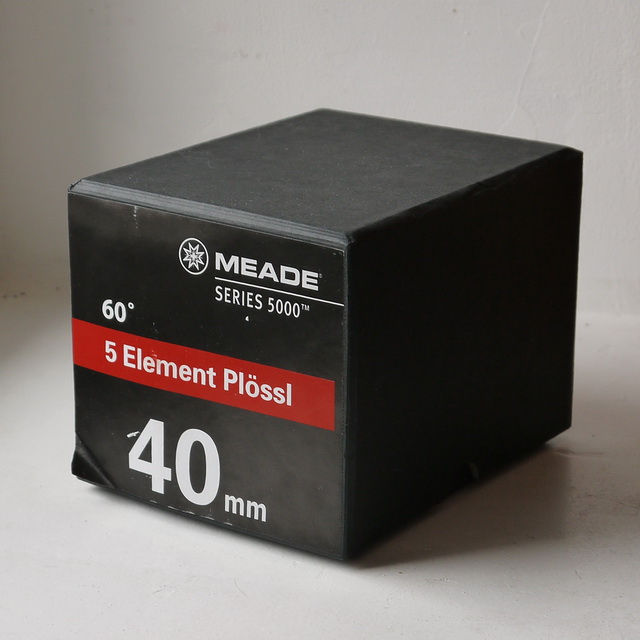 MEADE®
SERIES 5000™
60°
5 Element Plössl
40 mm